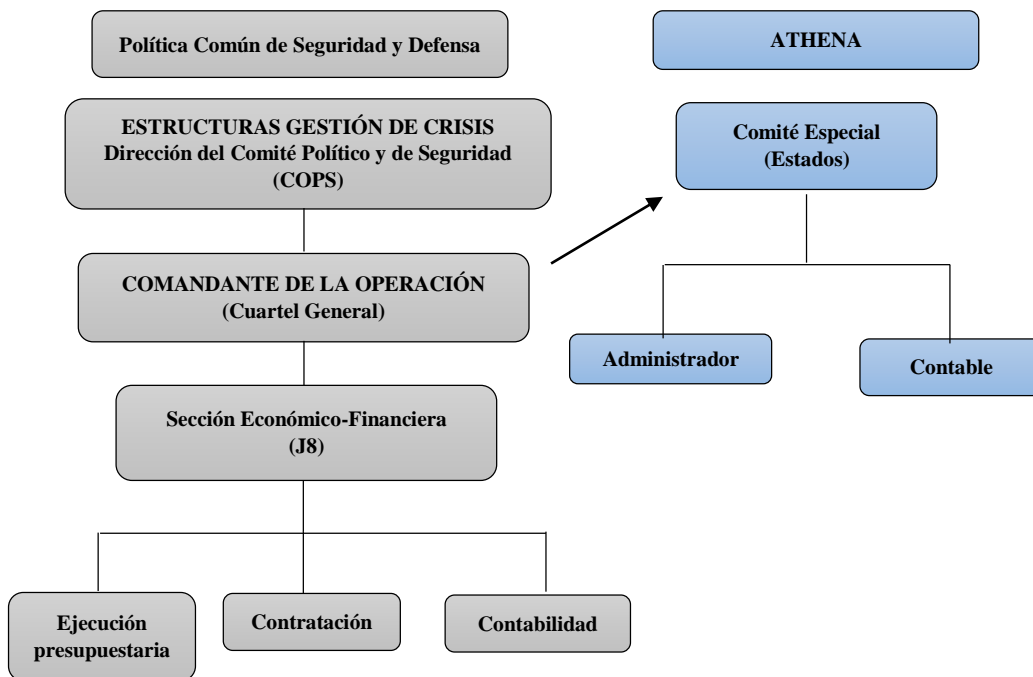 Política Común de Seguridad y Defensa
ATHENA
ESTRUCTURAS GESTIÓN DE CRISIS
Dirección del Comité Político y de Seguridad
(COPS)
Comité Especial
(Estados)
COMANDANTE DE LA OPERACIÓN
(Cuartel General)
Administrador
Contable
Sección Económico-Financiera
(J8)
Ejecución
presupuestaria
Contratación
Contabilidad